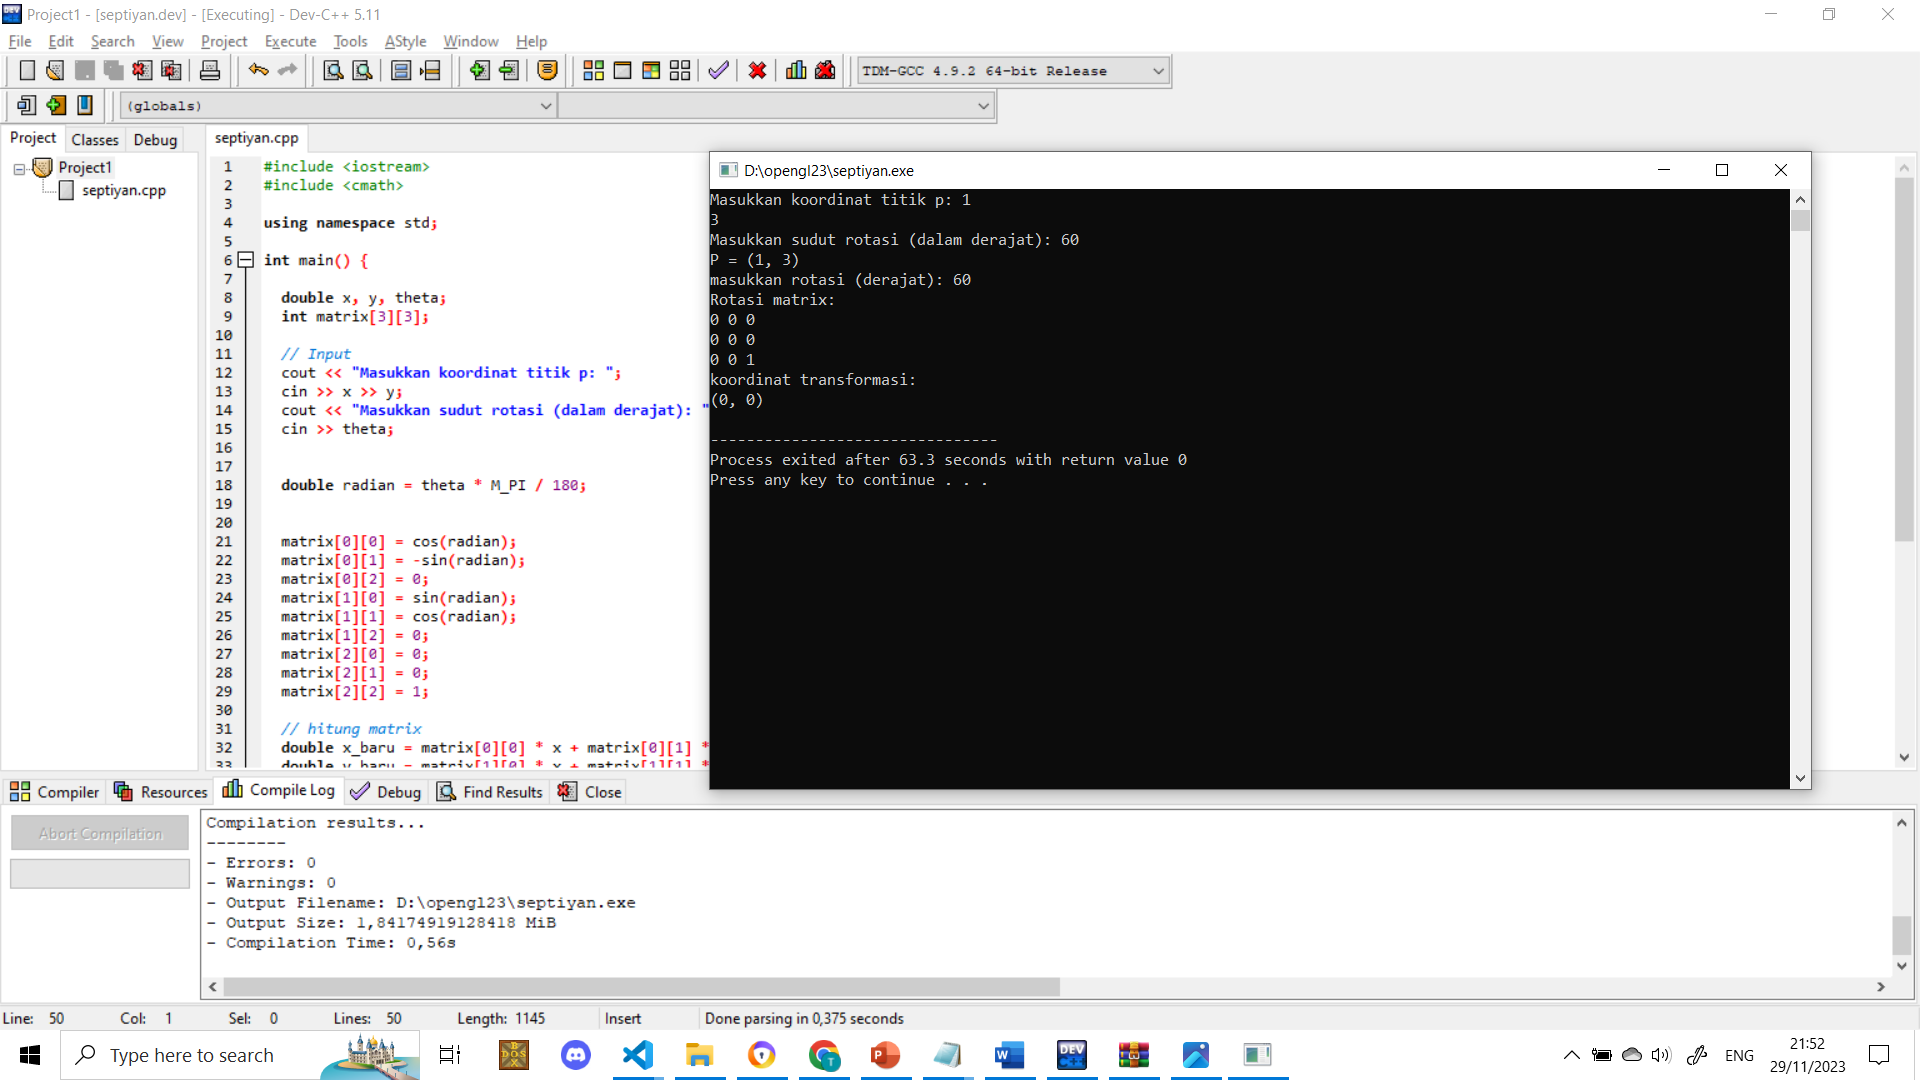 Project1 - [septiyan.dev] - [Executing] - Dev-C++ 5.11
File Edit Search View Project Execute Tools AStyle Window Help
TDM-GCC 4.9.2 64-bit Release
(globals)
Project Classes Debug
Project1
septiyan.cpp
septiyan.cpp
1 #include <iostream>
2 #include <cmath>
3
4 using namespace std;
5
6 int main() {
7
8 double x, y, theta;
9 int matrix[3][3];
10
11 // Input
12 cout << "Masukkan koordinat titik p: ";
13 cin >> x >> y;
14 cout << "Masukkan sudut rotasi (dalam derajat): "
15 cin >> theta;
16
17
18 double radian = theta * M_PI / 180;
19
20
21 matrix[0][0] = cos(radian);
22 matrix[0][1] = -sin(radian);
23 matrix[0][2] = 0;
24 matrix[1][0] = sin(radian);
25 matrix[1][1] = cos(radian);
26 matrix[1][2] = 0;
27 matrix[2][0] = 0;
28 matrix[2][1] = 0;
29 matrix[2][2] = 1;
30
31 // hitung matrix
32 double x_baru = matrix[0][0] * x + matrix[0][1] *
33 double y_baru = matrix[1][0] * x + matrix[1][1] *
D:\opengl23\septiyan.exe
Masukkan koordinat titik p: 1
3
Masukkan sudut rotasi (dalam derajat): 60
P = (1, 3)
masukkan rotasi (derajat): 60
Rotasi matrix:
0 0 0
0 0 0
0 0 1
koordinat transformasi:
(0, 0)
--------------------------------
Process exited after 63.3 seconds with return value 0
Press any key to continue . . .
Compiler Resources Compile Log Debug Find Results Close
Abort Compilation
Compilation results...
--------
- Errors: 0
- Warnings: 0
- Output Filename: D:\opengl23\septiyan.exe
- Output Size: 1,84174919128418 MiB
- Compilation Time: 0,56s
Line: 50 Col: 1 Sel: 0 Lines: 50 Length: 1145 Insert Done parsing in 0,375 seconds
Type here to search
ENG
21:52
29/11/2023